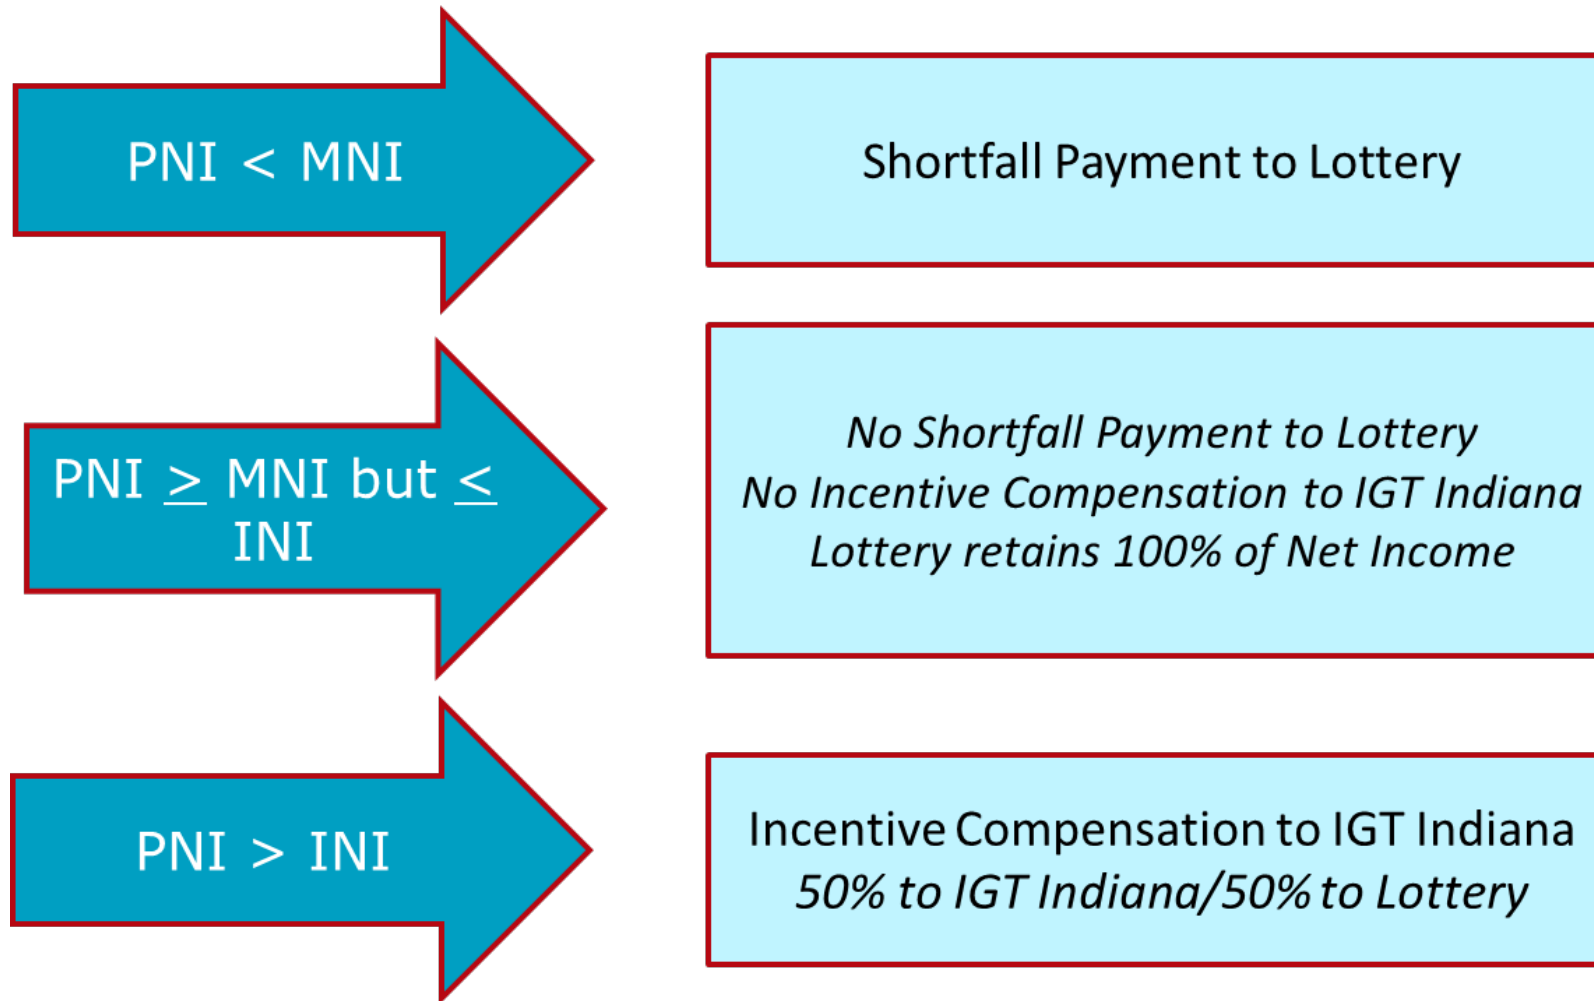 PNI < MNI
Shortfall Payment to Lottery
PNI ≥ MNI but ≤
INI
No Shortfall Payment to Lottery
No Incentive Compensation to IGT Indiana
Lottery retains 100% of Net Income
PNI > INI
Incentive Compensation to IGT Indiana
50% to IGT Indiana/50% to Lottery